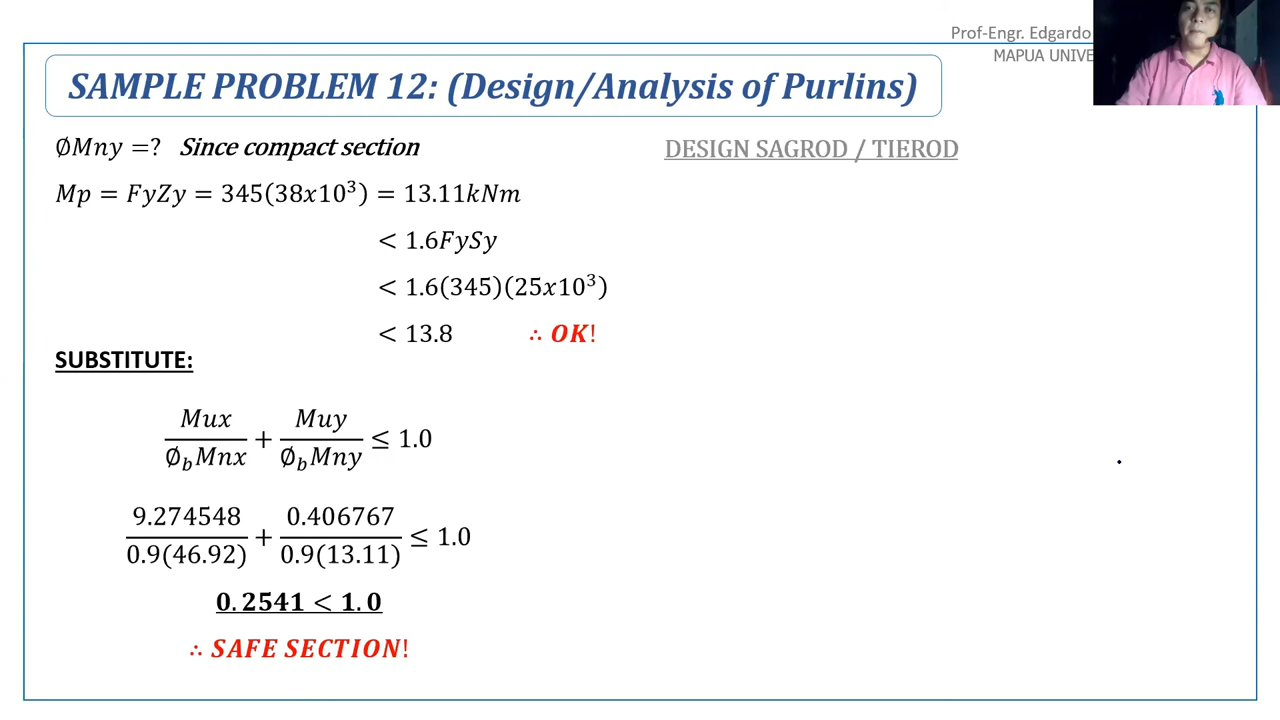 Prof-Engr. Edgardo
MAPUA UNIVE
SAMPLE PROBLEM 12: (Design/Analysis of Purlins)
∅Mny =? Since compact section
Mp = FyZy = 345(38x10³) = 13.11kNm
< 1.6FySy
< 1.6(345)(25x10³)
< 13.8 ∴ OK!
SUBSTITUTE:
Mux/∅bMnx + Muy/∅bMny ≤ 1.0
9.274548/0.9(46.92) + 0.406767/0.9(13.11) ≤ 1.0
0.2541 < 1.0
∴ SAFE SECTION!
DESIGN SAGROD / TIEROD